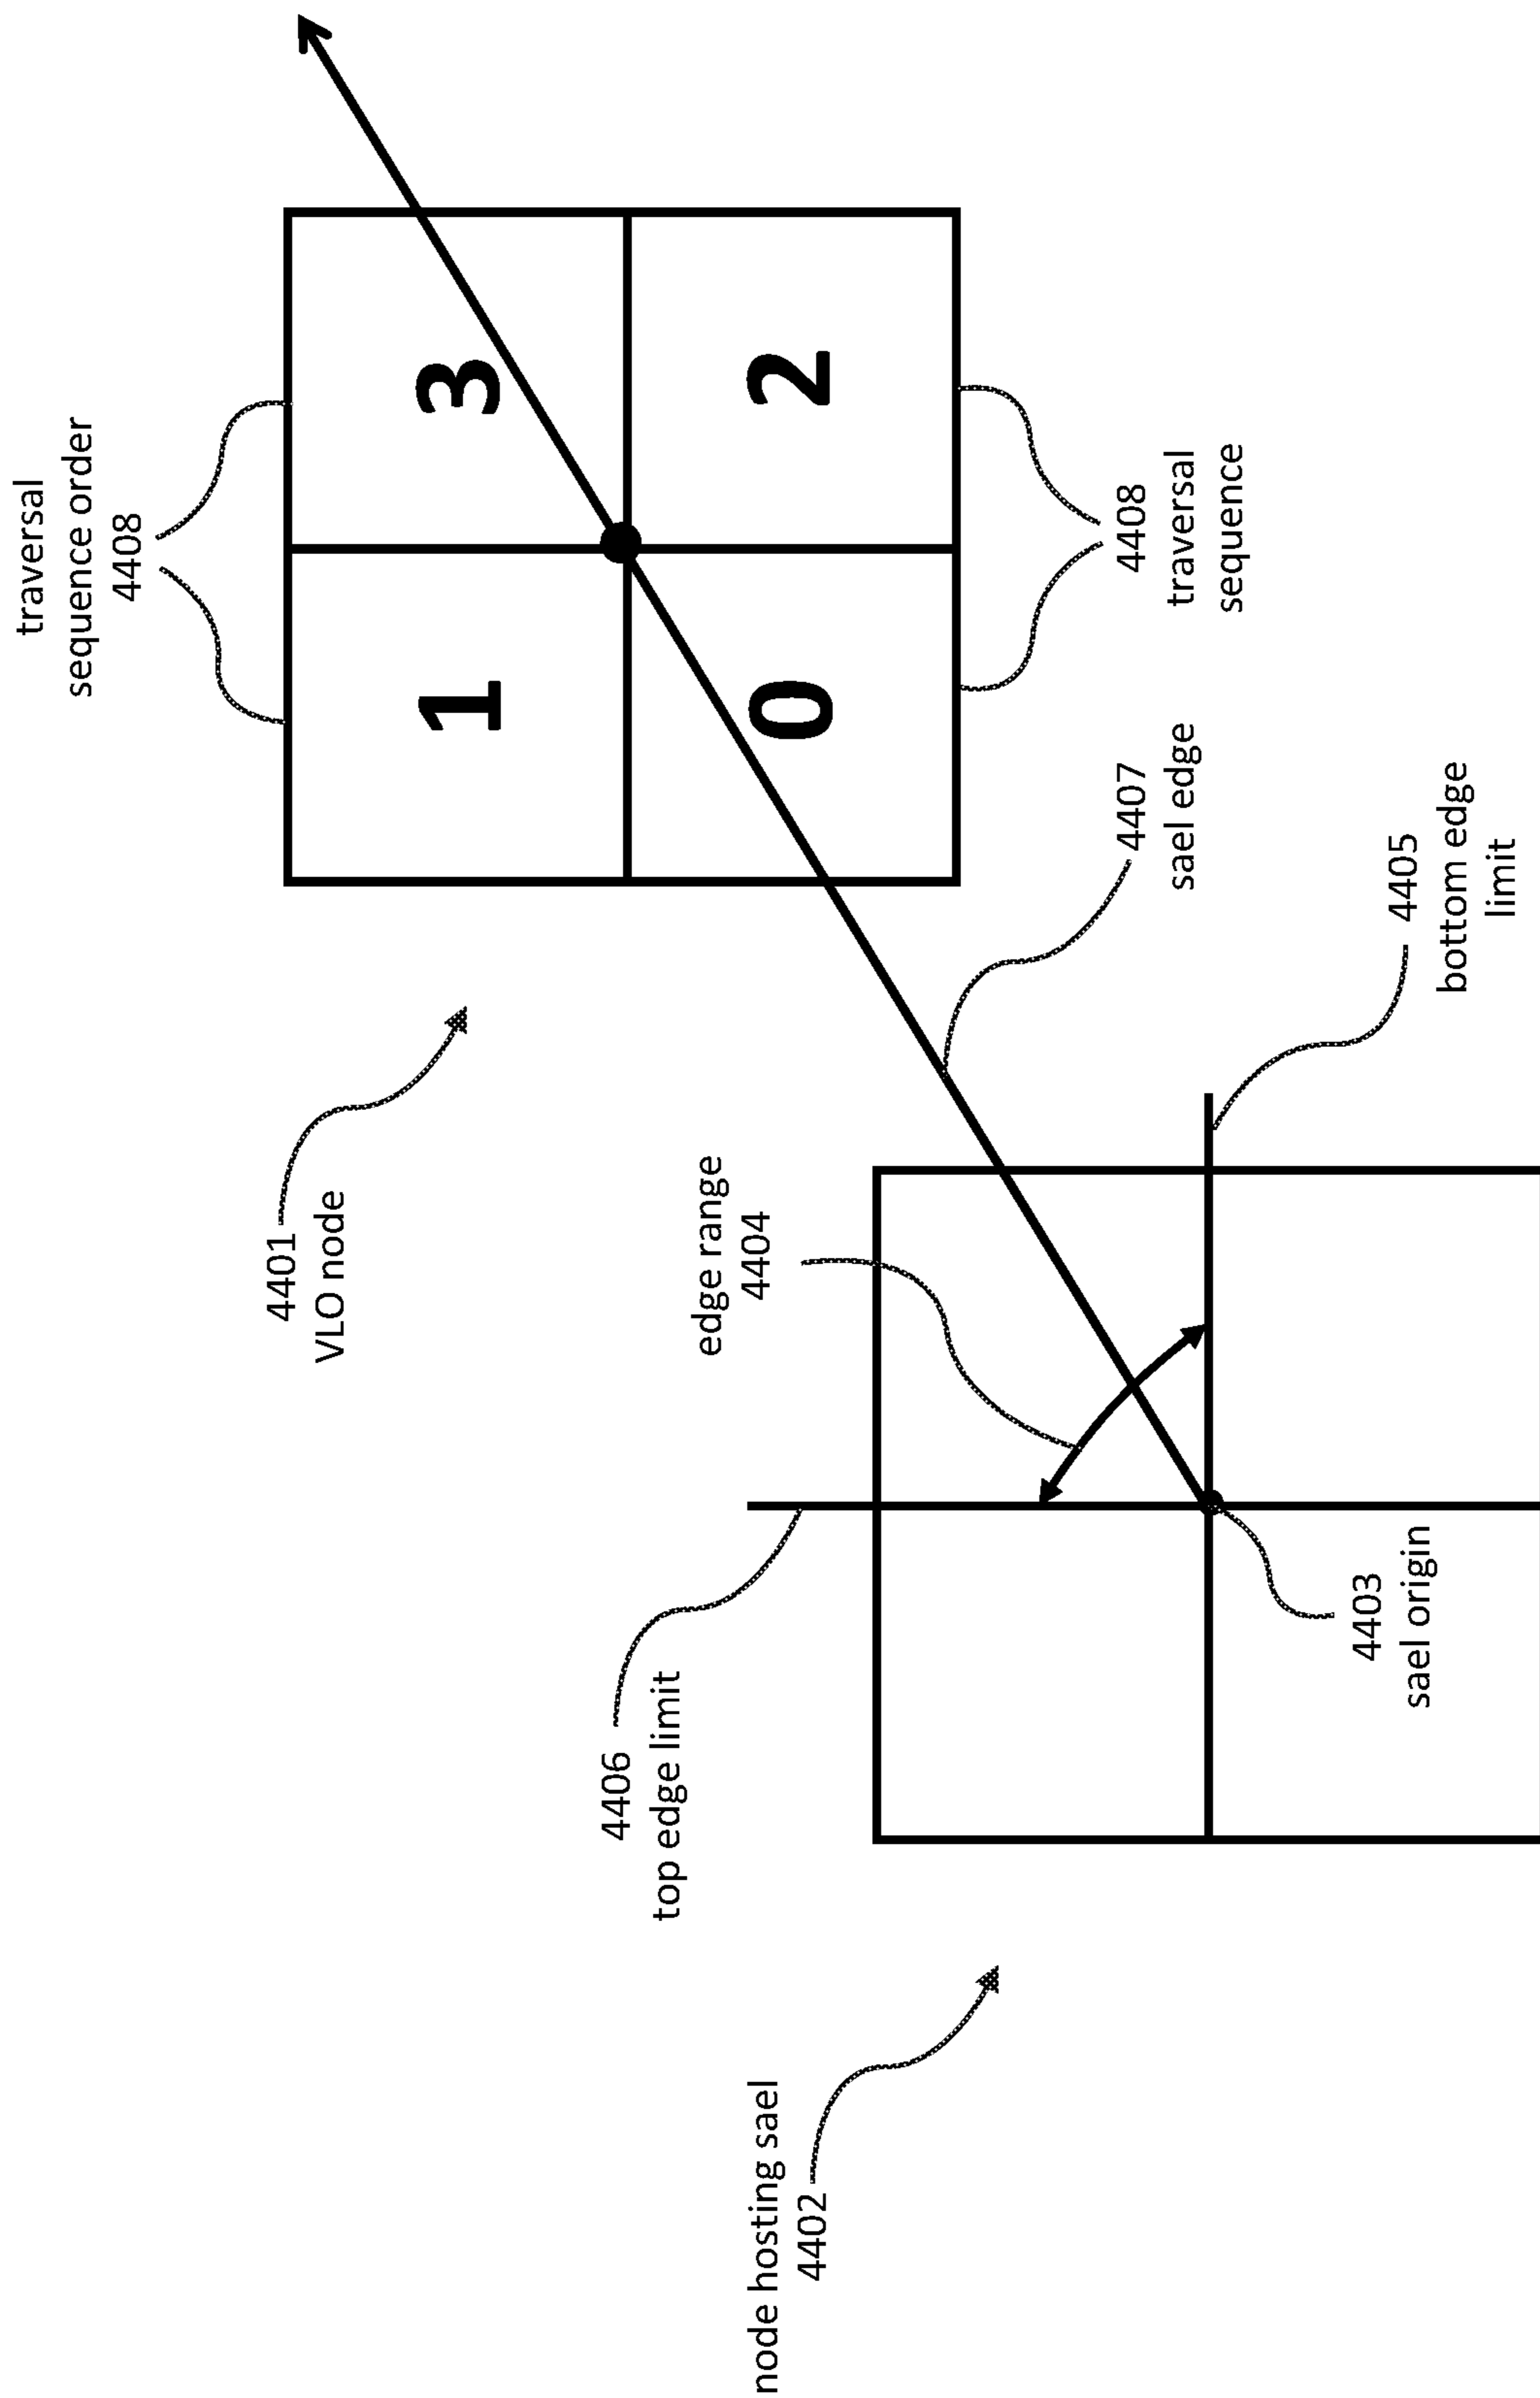 traversal
sequence order
4408
1
3
0
2
4408
traversal
sequence
4401
VLO node
4407
sael edge
edge range
4404
4405
bottom edge
limit
4406
top edge limit
4403
sael origin
node hosting sael
4402